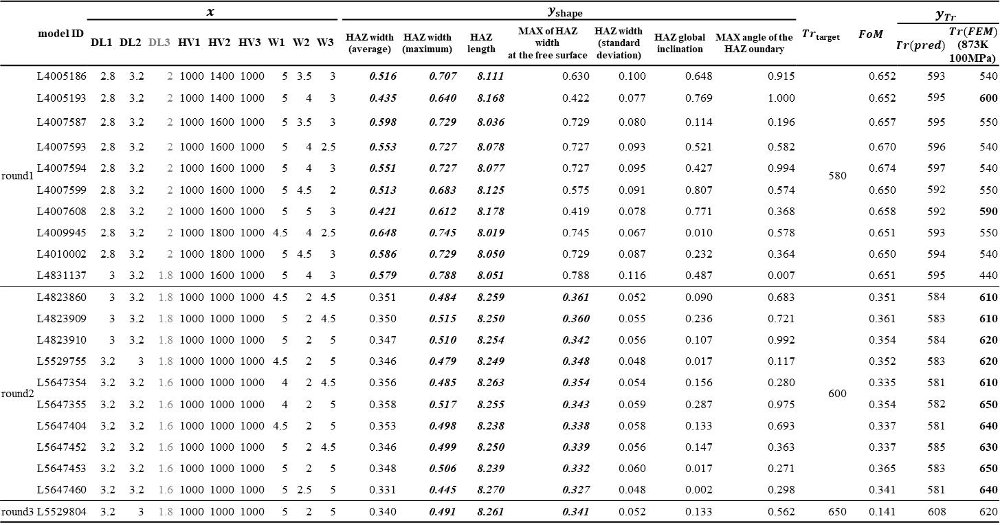 x y_shape y_Tr
model ID DL1 DL2 DL3 HV1 HV2 HV3 W1 W2 W3 HAZ width (average) HAZ width (maximum) HAZ length MAX of HAZ width at the free surface HAZ width (standard deviation) HAZ global inclination MAX angle of the HAZ oundary Tr_target FoM Tr(pred) Tr(FEM) (873K 100MPa)
L4005186 2.8 3.2 2 1000 1400 1000 5 3.5 3 0.516 0.707 8.111 0.630 0.100 0.648 0.915 0.652 593 540
L4005193 2.8 3.2 2 1000 1400 1000 5 4 3 0.435 0.640 8.168 0.422 0.077 0.769 1.000 0.652 595 600
L4007587 2.8 3.2 2 1000 1600 1000 5 3.5 3 0.598 0.729 8.036 0.729 0.080 0.114 0.196 0.657 595 550
L4007593 2.8 3.2 2 1000 1600 1000 5 4 2.5 0.553 0.727 8.078 0.727 0.093 0.521 0.582 0.670 596 540
L4007594 2.8 3.2 2 1000 1600 1000 5 4 3 0.551 0.727 8.077 0.727 0.095 0.427 0.994 0.674 597 540
round1 580
L4007599 2.8 3.2 2 1000 1600 1000 5 4.5 2 0.513 0.683 8.125 0.575 0.091 0.807 0.574 0.650 592 550
L4007608 2.8 3.2 2 1000 1600 1000 5 5 3 0.421 0.612 8.178 0.419 0.078 0.771 0.368 0.658 592 590
L4009945 2.8 3.2 2 1000 1800 1000 4.5 4 2.5 0.648 0.745 8.019 0.745 0.067 0.010 0.578 0.651 593 550
L4010002 2.8 3.2 2 1000 1800 1000 5 4.5 3 0.586 0.729 8.050 0.729 0.087 0.232 0.364 0.650 594 540
L4831137 3 3.2 1.8 1000 1600 1000 5 4 3 0.579 0.788 8.051 0.788 0.116 0.487 0.007 0.651 595 440
L4823860 3 3.2 1.8 1000 1000 1000 4.5 2 4.5 0.351 0.484 8.259 0.361 0.052 0.090 0.683 0.351 584 610
L4823909 3 3.2 1.8 1000 1000 1000 5 2 4.5 0.350 0.515 8.250 0.360 0.055 0.236 0.721 0.361 583 610
L4823910 3 3.2 1.8 1000 1000 1000 5 2 5 0.347 0.510 8.254 0.342 0.056 0.107 0.992 0.354 584 620
L5529755 3.2 3 1.8 1000 1000 1000 4.5 2 5 0.346 0.479 8.249 0.348 0.048 0.017 0.117 0.352 583 620
L5647354 3.2 3.2 1.6 1000 1000 1000 4 2 4.5 0.356 0.485 8.263 0.354 0.054 0.156 0.280 0.335 581 610
round2 600
L5647355 3.2 3.2 1.6 1000 1000 1000 4 2 5 0.358 0.517 8.255 0.343 0.059 0.287 0.975 0.354 582 650
L5647404 3.2 3.2 1.6 1000 1000 1000 4.5 2 5 0.353 0.498 8.238 0.338 0.058 0.133 0.693 0.337 581 640
L5647452 3.2 3.2 1.6 1000 1000 1000 5 2 4.5 0.346 0.499 8.250 0.339 0.056 0.147 0.363 0.337 585 630
L5647453 3.2 3.2 1.6 1000 1000 1000 5 2 5 0.348 0.506 8.239 0.332 0.060 0.017 0.271 0.365 583 650
L5647460 3.2 3.2 1.6 1000 1000 1000 5 2.5 5 0.331 0.445 8.270 0.327 0.048 0.002 0.298 0.341 581 640
round3 L5529804 3.2 3 1.8 1000 1000 1000 5 2 5 0.340 0.491 8.261 0.341 0.052 0.133 0.562 650 0.141 608 620